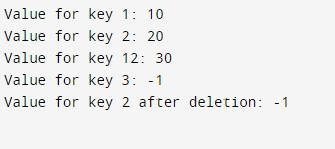 Value for key 1: 10
Value for key 2: 20
Value for key 12: 30
Value for key 3: -1
Value for key 2 after deletion: -1